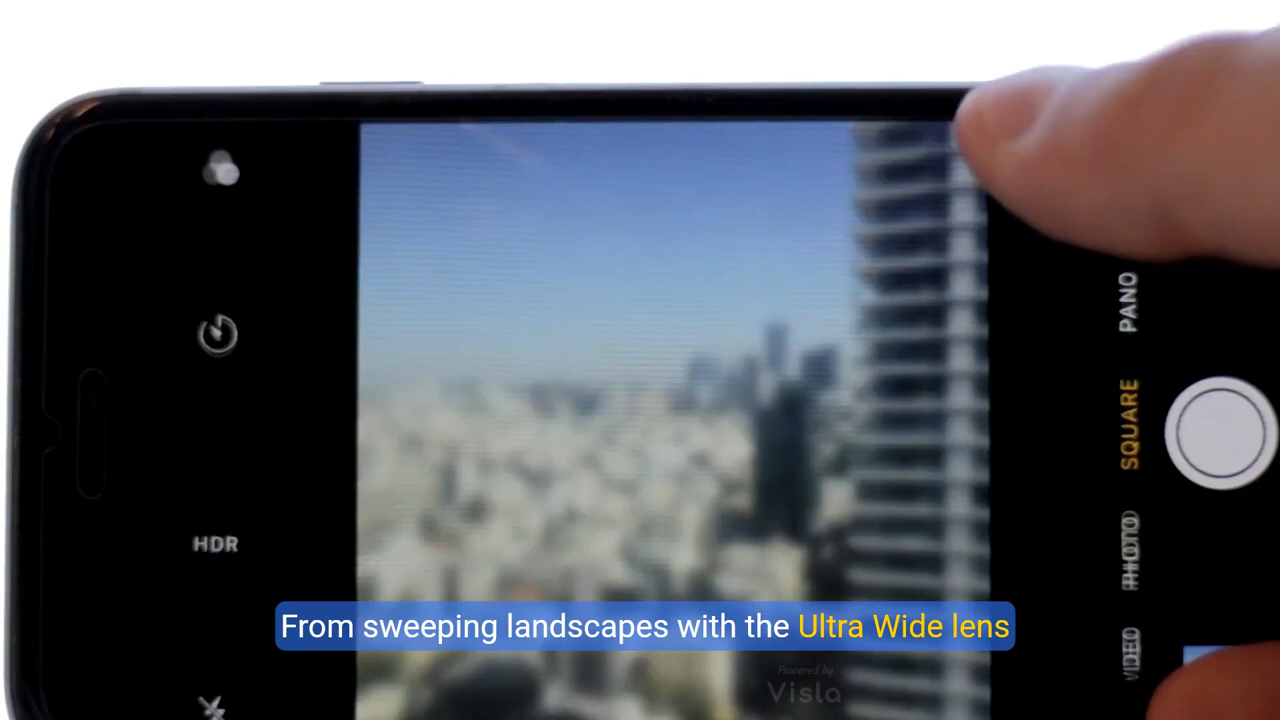 PANO
SQUARE
PHOTO
VIDEO
HDR
From sweeping landscapes with the Ultra Wide lens
Powered by
Visla